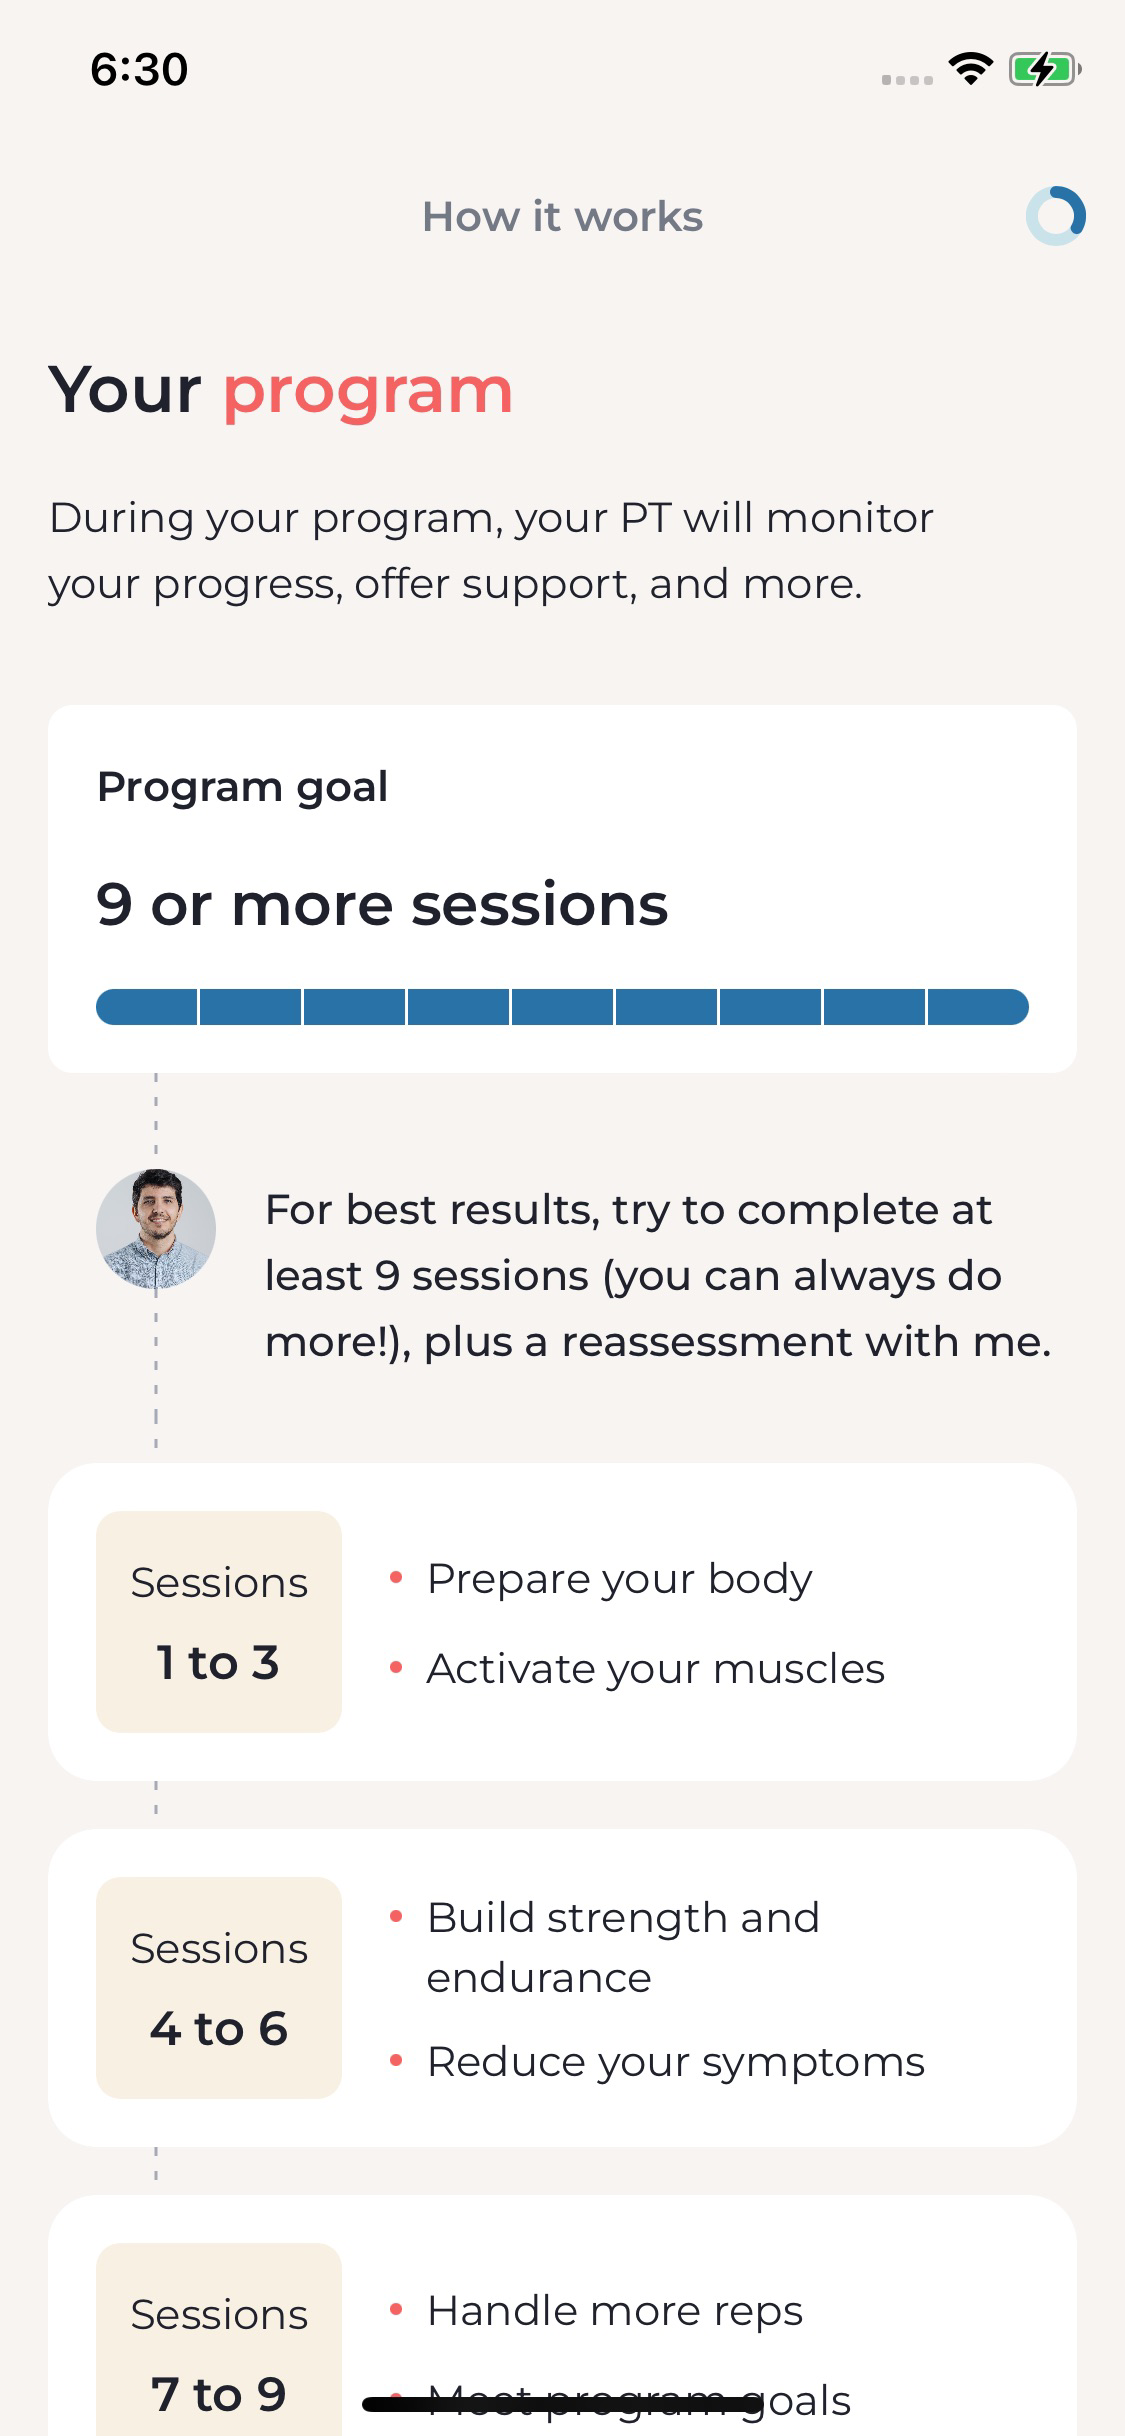 6:30
How it works
Your program
During your program, your PT will monitor
your progress, offer support, and more.
Program goal
9 or more sessions
For best results, try to complete at
least 9 sessions (you can always do
more!), plus a reassessment with me.
Sessions
1 to 3
Prepare your body
Activate your muscles
Sessions
4 to 6
Build strength and
endurance
Reduce your symptoms
Sessions
7 to 9
Handle more reps
Meet program goals